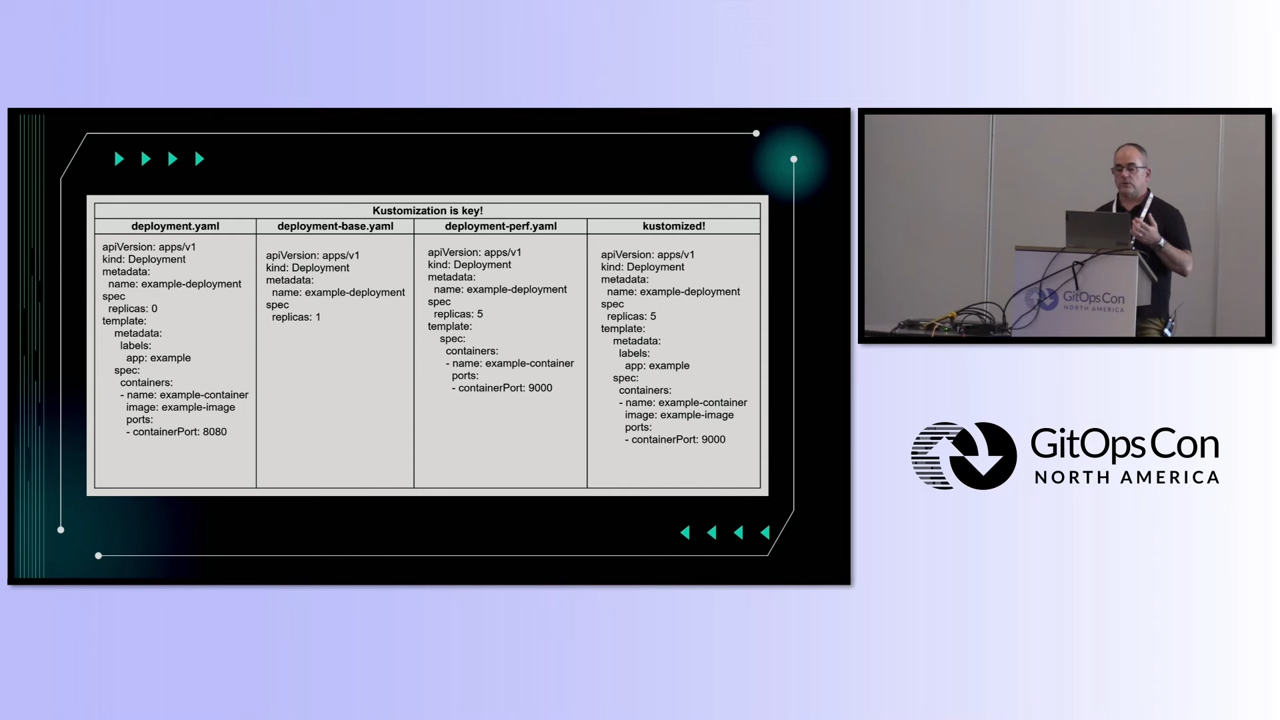 Kustomization is key!
deployment.yaml
apiVersion: apps/v1
kind: Deployment
metadata:
name: example-deployment
spec
replicas: 0
template:
metadata:
labels:
app: example
spec:
containers:
- name: example-container
image: example-image
ports:
- containerPort: 8080
deployment-base.yaml
apiVersion: apps/v1
kind: Deployment
metadata:
name: example-deployment
spec
replicas: 1
deployment-perf.yaml
apiVersion: apps/v1
kind: Deployment
metadata:
name: example-deployment
spec
replicas: 5
template:
spec:
containers:
- name: example-container
ports:
- containerPort: 9000
kustomized!
apiVersion: apps/v1
kind: Deployment
metadata:
name: example-deployment
spec
replicas: 5
template:
metadata:
labels:
app: example
spec:
containers:
- name: example-container
image: example-image
ports:
- containerPort: 9000
GitOpsCon
NORTH AMERICA
GitOpsCon
NORTH AMERICA